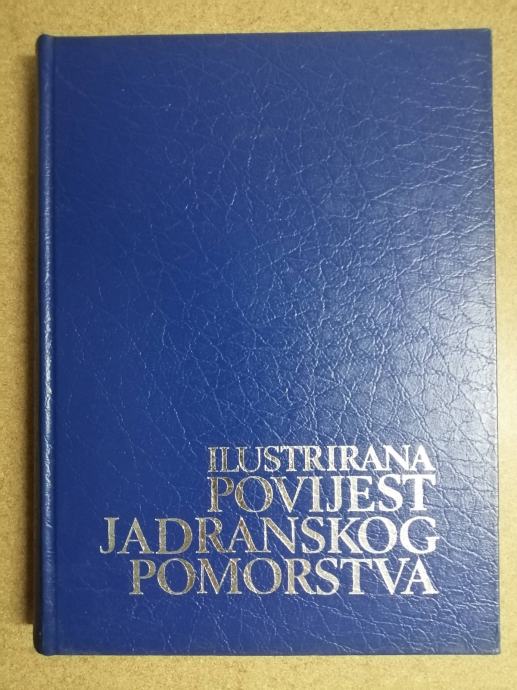 ILUSTRIRANA
POVIJEST
JADRANSKOG
POMORSTVA